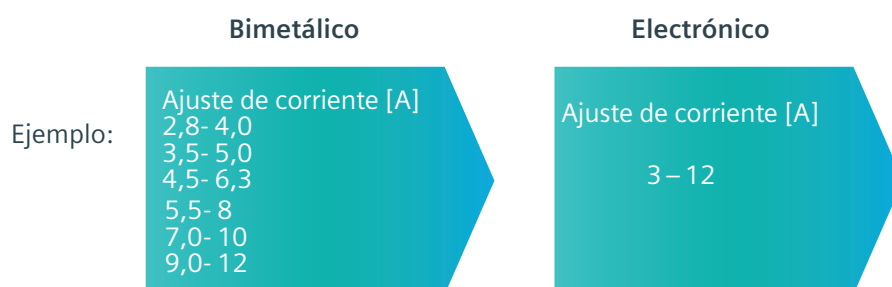 Bimetálico
Electrónico
Ejemplo:
Ajuste de corriente [A]
2,8- 4,0
3,5- 5,0
4,5- 6,3
5,5- 8
7,0- 10
9,0- 12
Ajuste de corriente [A]
3 – 12